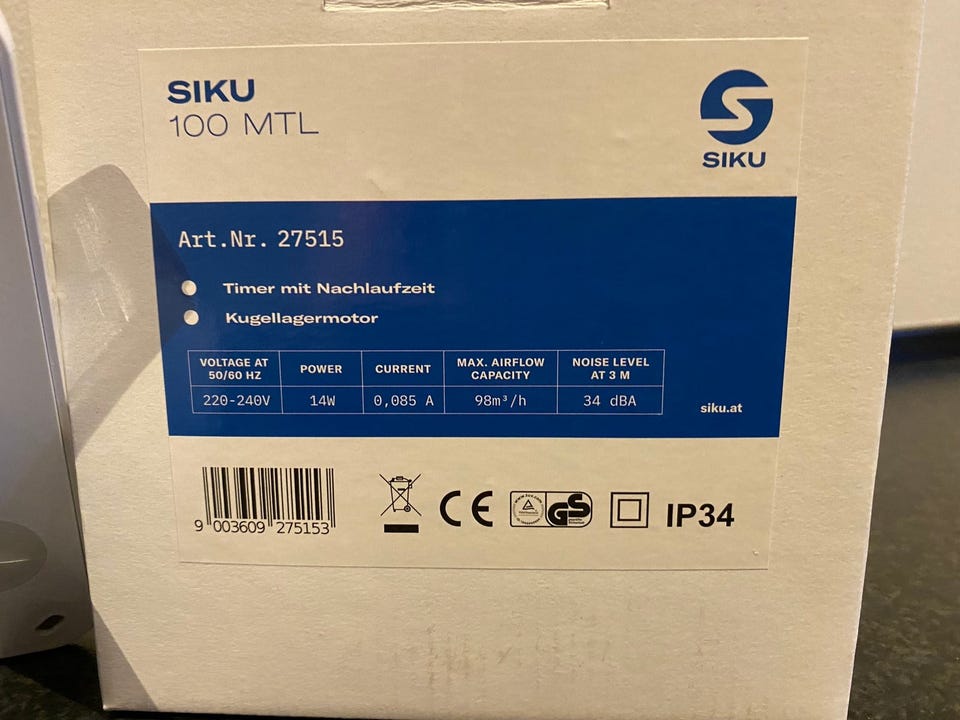 SIKU
100 MTL
SIKU
Art.Nr. 27515
Timer mit Nachlaufzeit
Kugellagermotor
VOLTAGE AT 50/60 HZ POWER CURRENT MAX. AIRFLOW CAPACITY NOISE LEVEL AT 3 M
220-240V 14W 0,085 A 98m³/h 34 dBA
siku.at
9 003609 275153
CE GS IP34